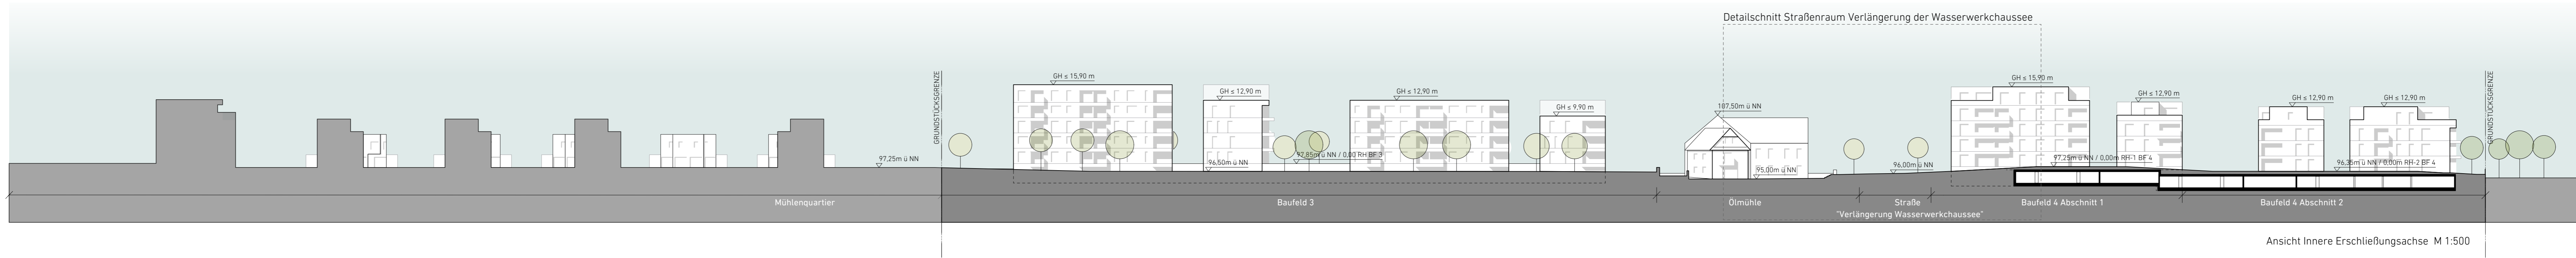 Detailschnitt Straßenraum Verlängerung der Wasserwerkchaussee
GRUNDSTÜCKSGRENZE
GH ≤ 15,90 m
GH ≤ 12,90 m
GH ≤ 12,90 m
GH ≤ 9,90 m
107,50m ü NN
GH ≤ 15,90 m
GH ≤ 12,90 m
GH ≤ 12,90 m
GH ≤ 12,90 m
GRUNDSTÜCKSGRENZE
97,25m ü NN
96,50m ü NN
97,85m ü NN / 0,00 RH BF 3
95,00m ü NN
96,00m ü NN
97,25m ü NN / 0,00m RH-1 BF 4
96,35m ü NN / 0,00m RH-2 BF 4
Mühlenquartier
Baufeld 3
Ölmühle
Straße
"Verlängerung Wasserwerkchaussee"
Baufeld 4 Abschnitt 1
Baufeld 4 Abschnitt 2
Ansicht Innere Erschließungsachse M 1:500